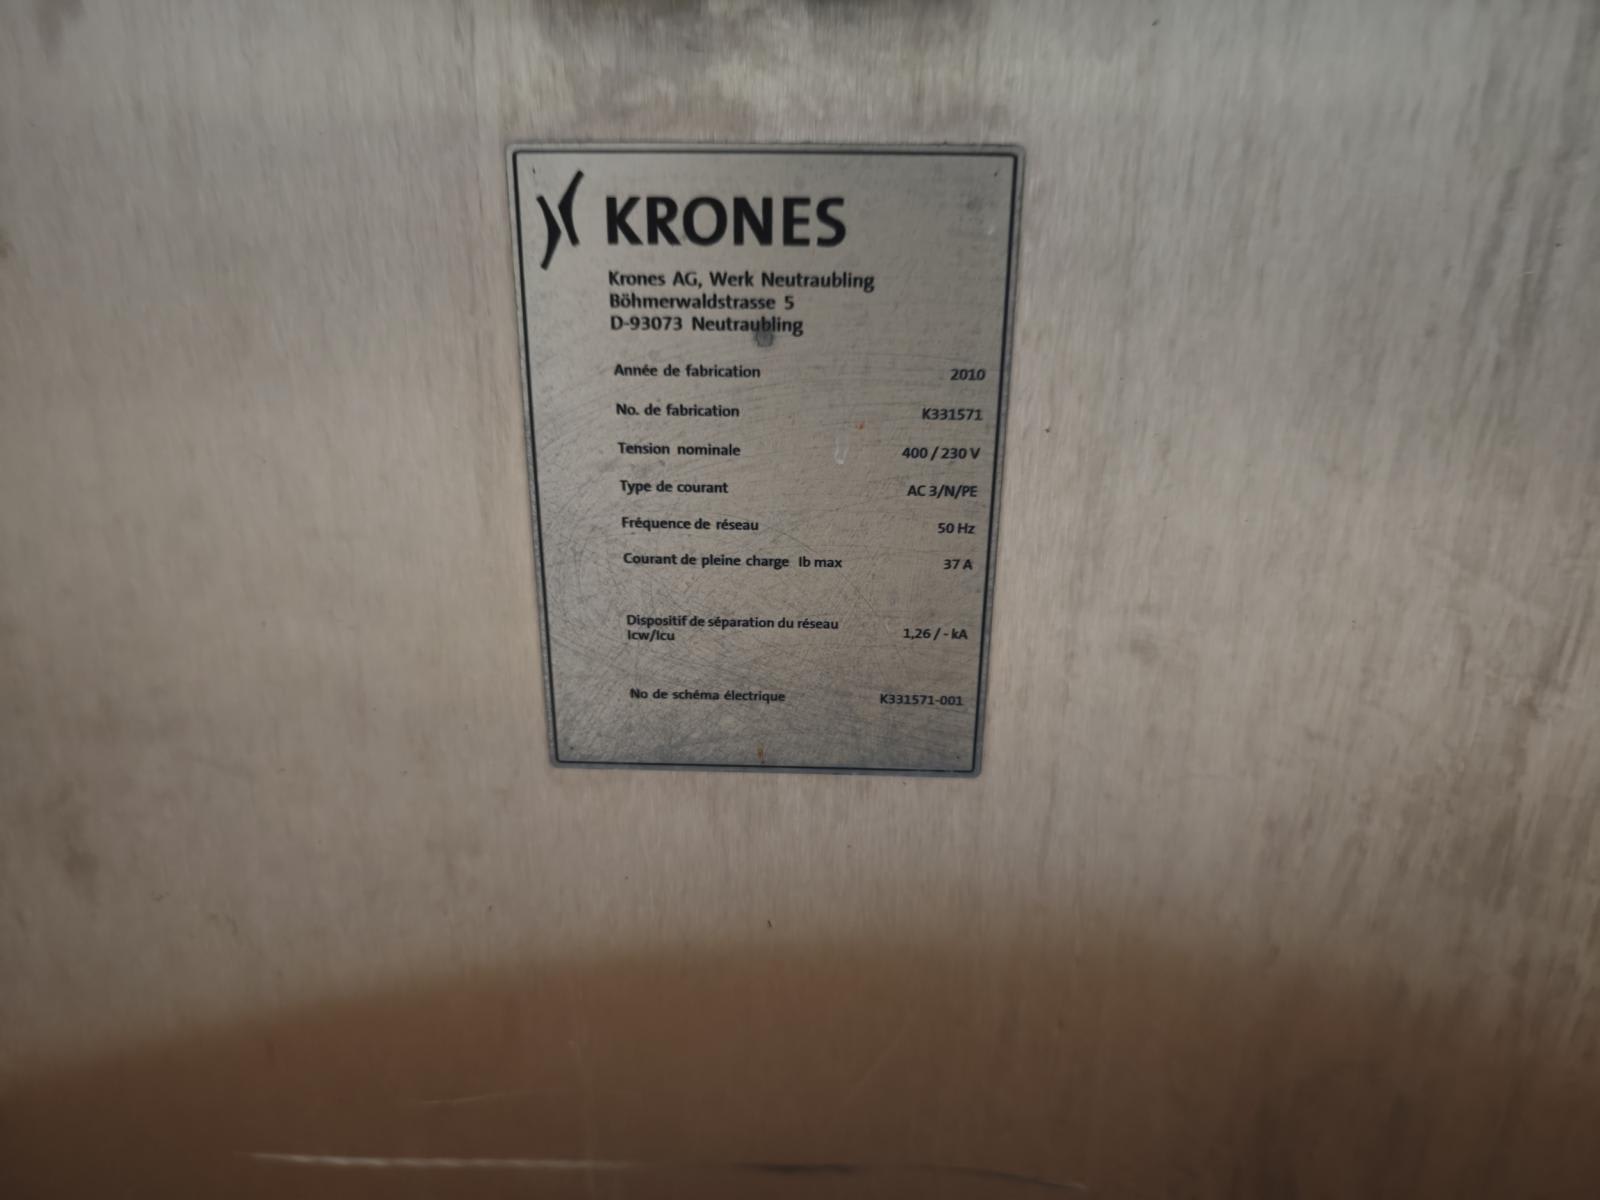 KRONES
Krones AG, Werk Neutraubling
Böhmerwaldstrasse 5
D-93073 Neutraubling
Année de fabrication 2010
No. de fabrication K331571
Tension nominale 400 / 230 V
Type de courant AC 3/N/PE
Fréquence de réseau 50 Hz
Courant de pleine charge Ib max 37 A
Dispositif de séparation du réseau
Icw/Icu 1,26 / - kA
No de schéma électrique K331571-001